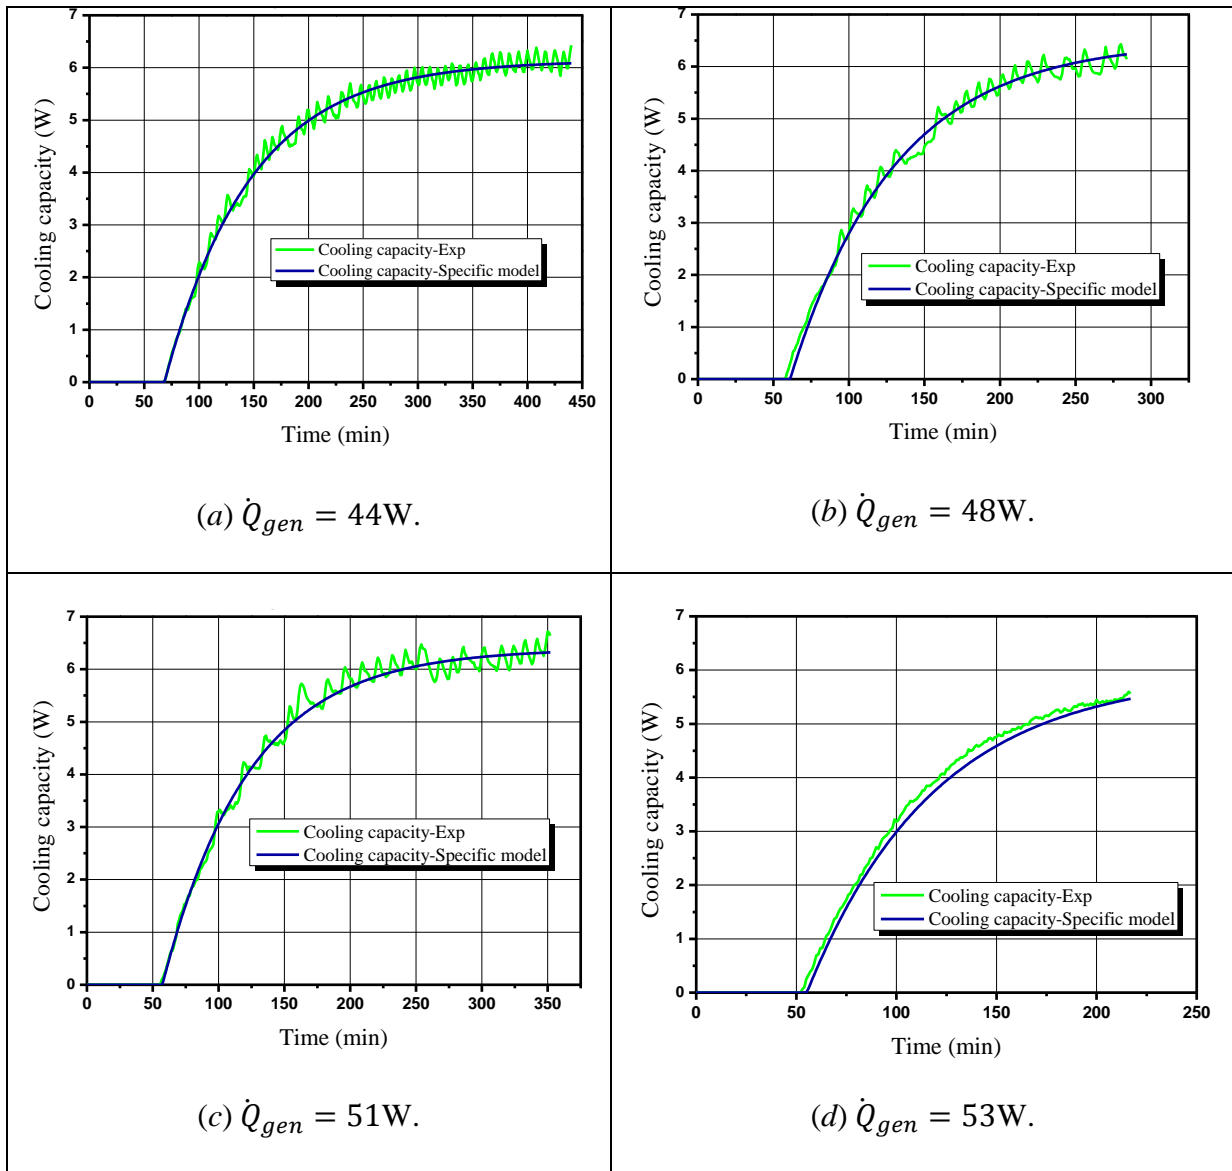 7
6
5
4
3
2
1
0
Cooling capacity (W)
Cooling capacity-Exp
Cooling capacity-Specific model
0 50 100 150 200 250 300 350 400 450
Time (min)
(a) Q̇gen = 44W.
7
6
5
4
3
2
1
0
Cooling capacity (W)
Cooling capacity-Exp
Cooling capacity-Specific model
0 50 100 150 200 250 300
Time (min)
(b) Q̇gen = 48W.
7
6
5
4
3
2
1
0
Cooling capacity (W)
Cooling capacity-Exp
Cooling capacity-Specific model
0 50 100 150 200 250 300 350
Time (min)
(c) Q̇gen = 51W.
7
6
5
4
3
2
1
0
Cooling capacity (W)
Cooling capacity-Exp
Cooling capacity-Specific model
0 50 100 150 200 250
Time (min)
(d) Q̇gen = 53W.